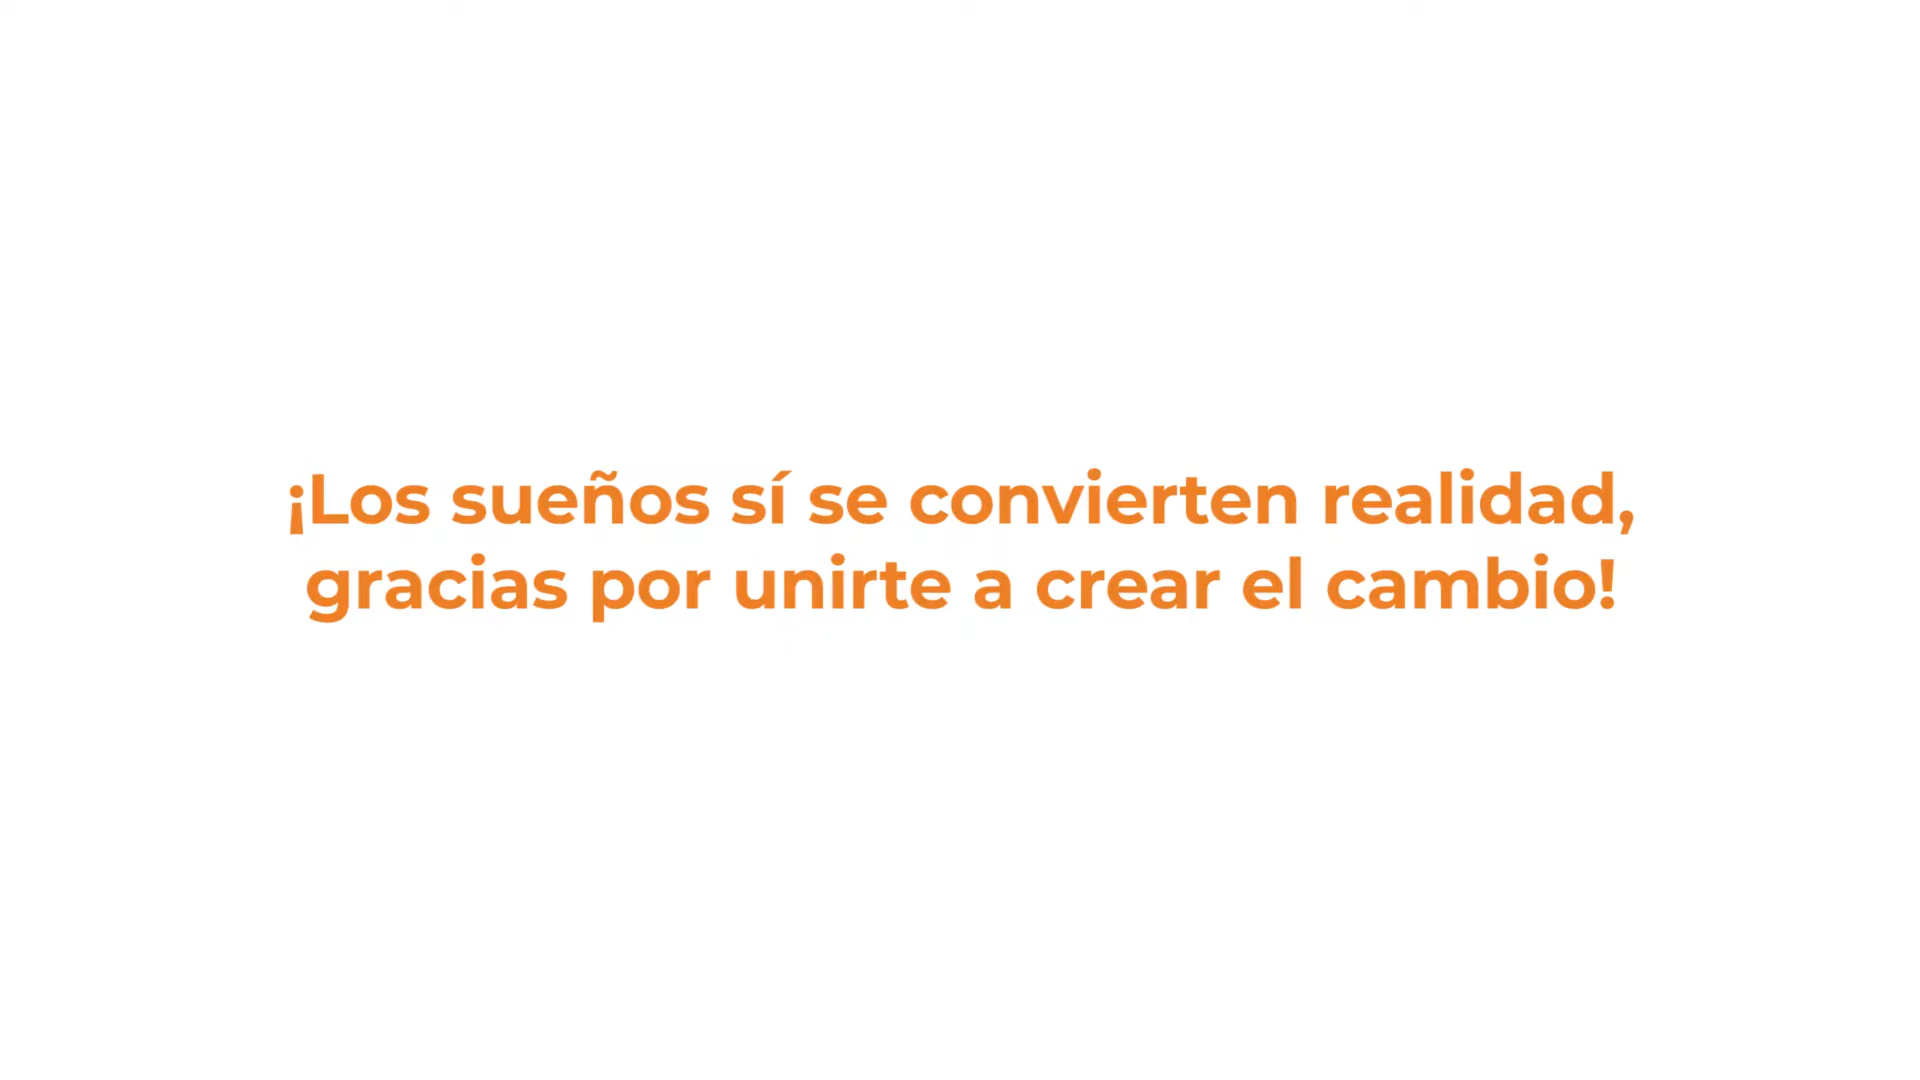 ¡Los sueños sí se convierten realidad,
gracias por unirte a crear el cambio!